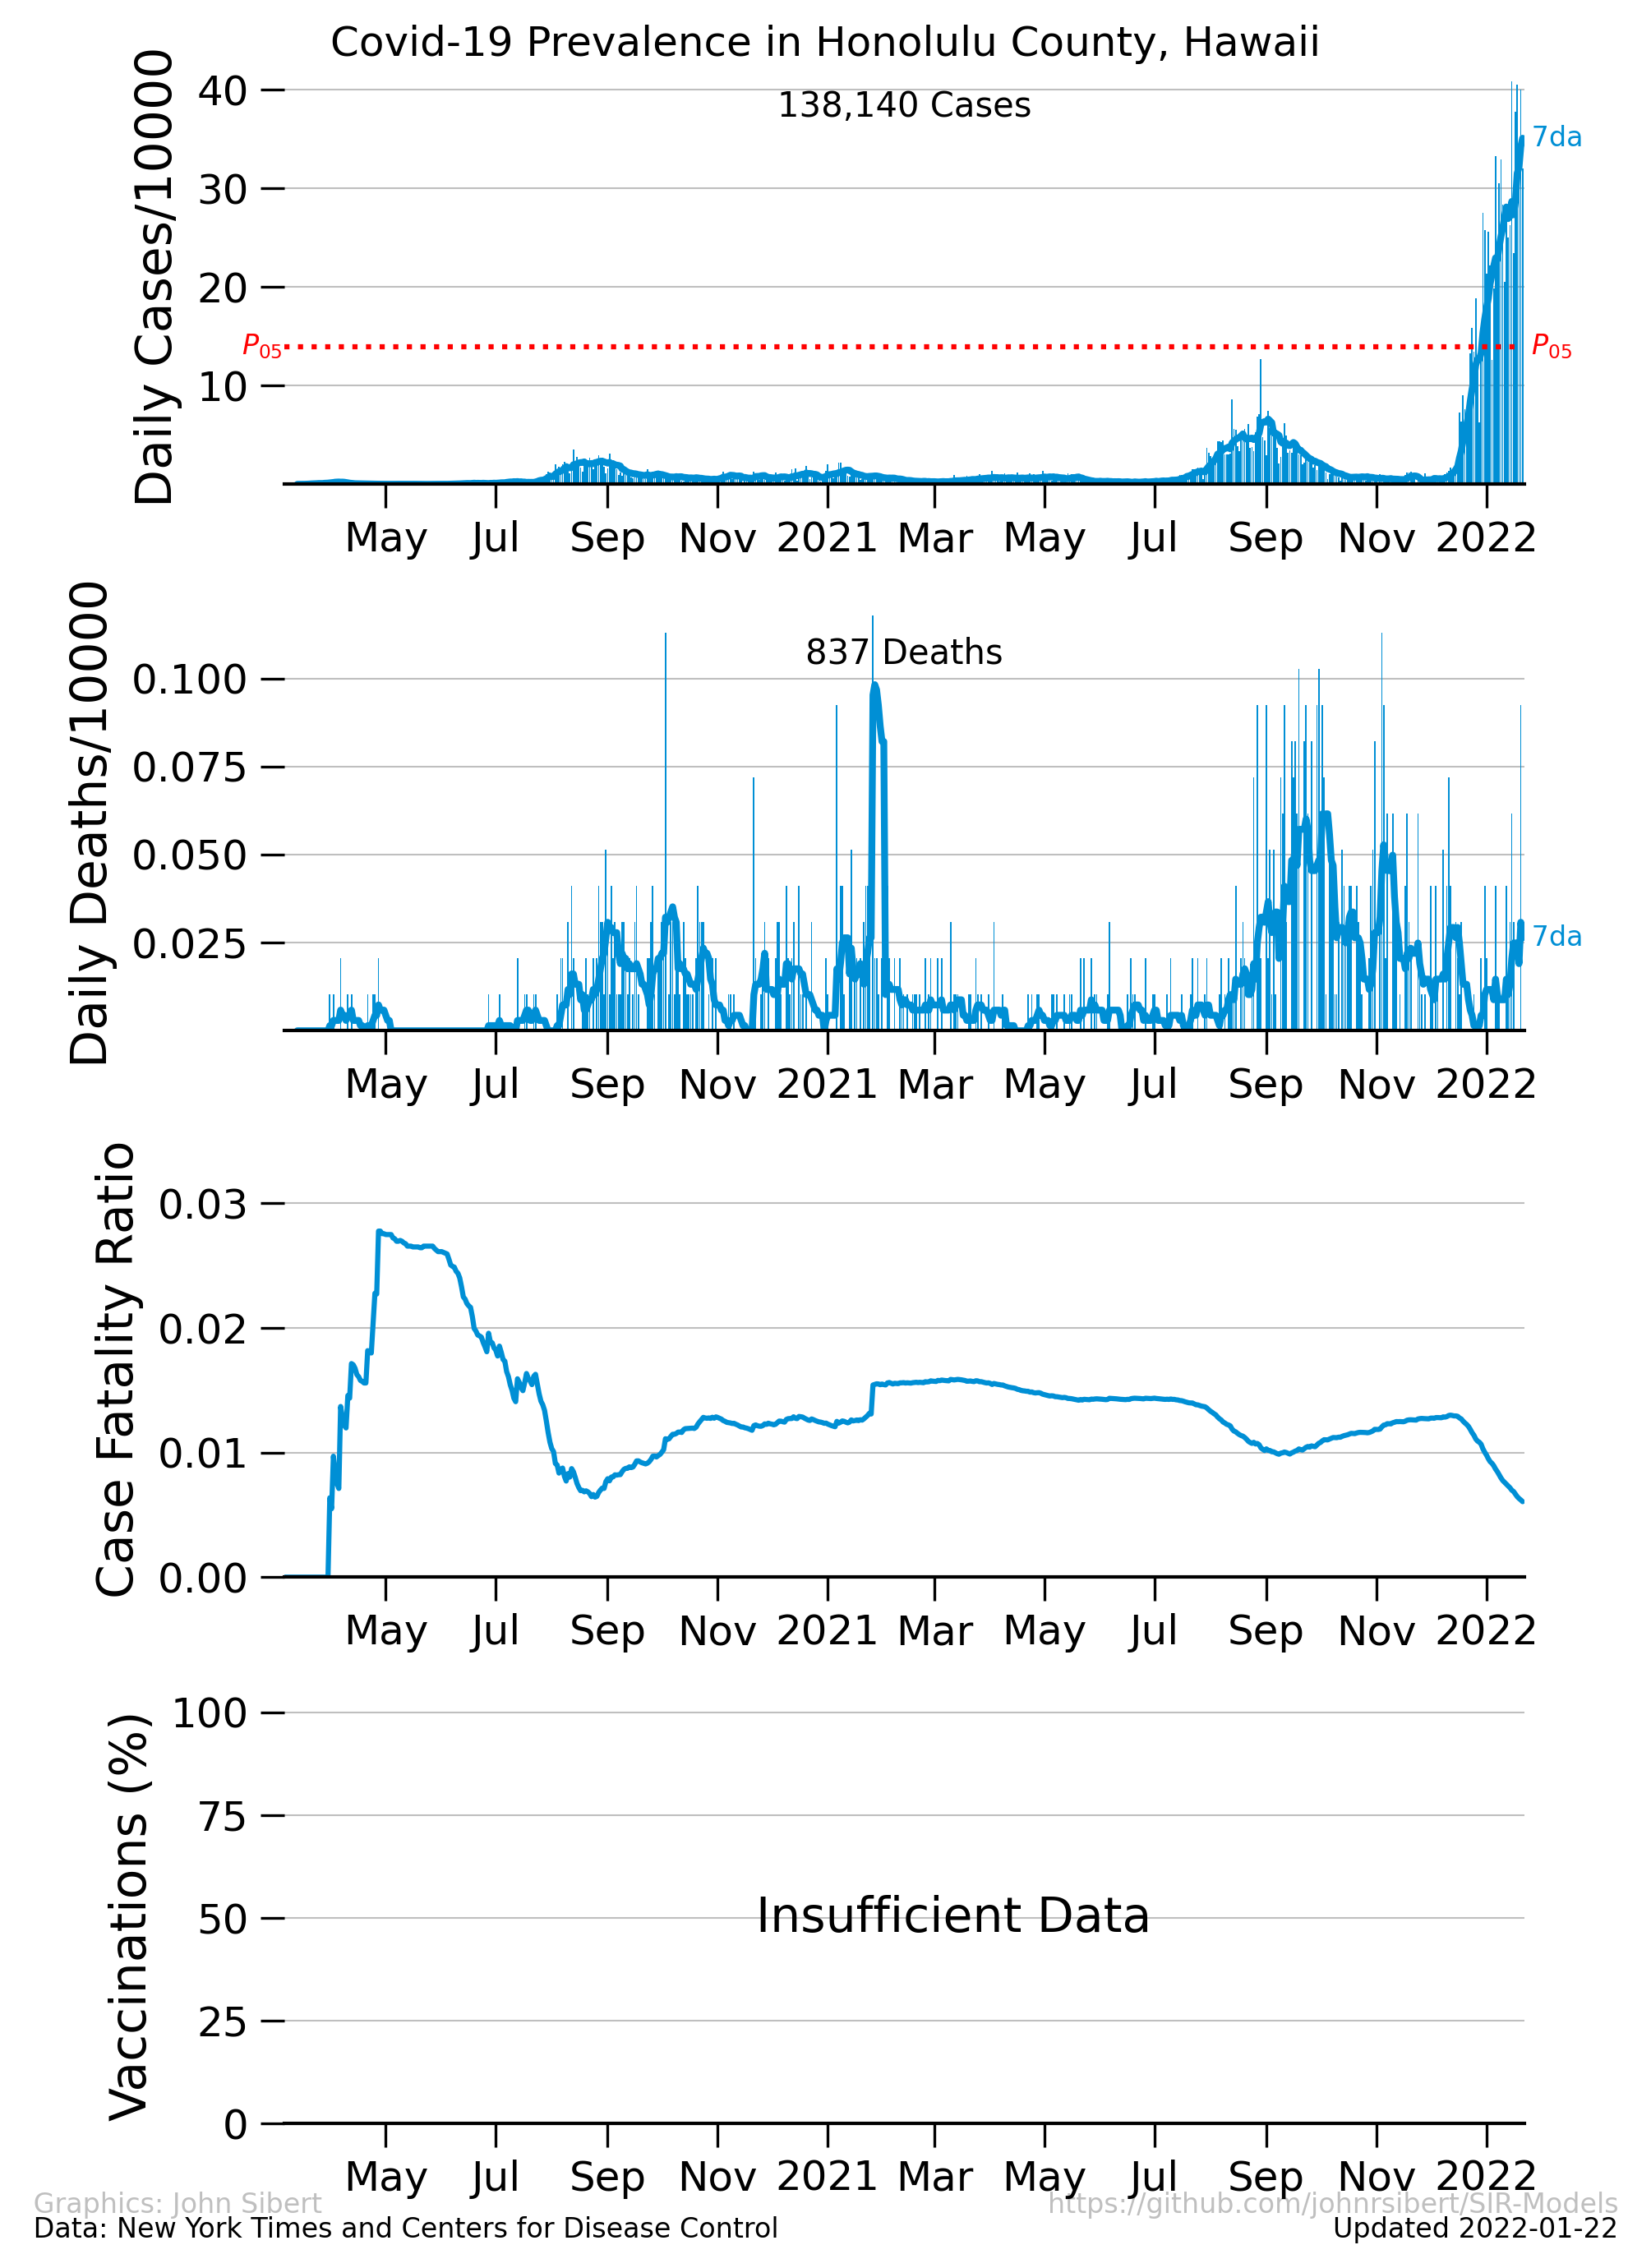 Covid-19 Prevalence in Honolulu County, Hawaii
Daily Cases/10000
40
30
20
10
138,140 Cases
7da
P05
P05
May Jul Sep Nov 2021 Mar May Jul Sep Nov 2022
Daily Deaths/10000
0.100
0.075
0.050
0.025
837 Deaths
7da
May Jul Sep Nov 2021 Mar May Jul Sep Nov 2022
Case Fatality Ratio
0.03
0.02
0.01
0.00
May Jul Sep Nov 2021 Mar May Jul Sep Nov 2022
Vaccinations (%)
100
75
50
25
0
Insufficient Data
May Jul Sep Nov 2021 Mar May Jul Sep Nov 2022
Graphics: John Sibert
https://github.com/johnrsibert/SIR-Models
Data: New York Times and Centers for Disease Control
Updated 2022-01-22